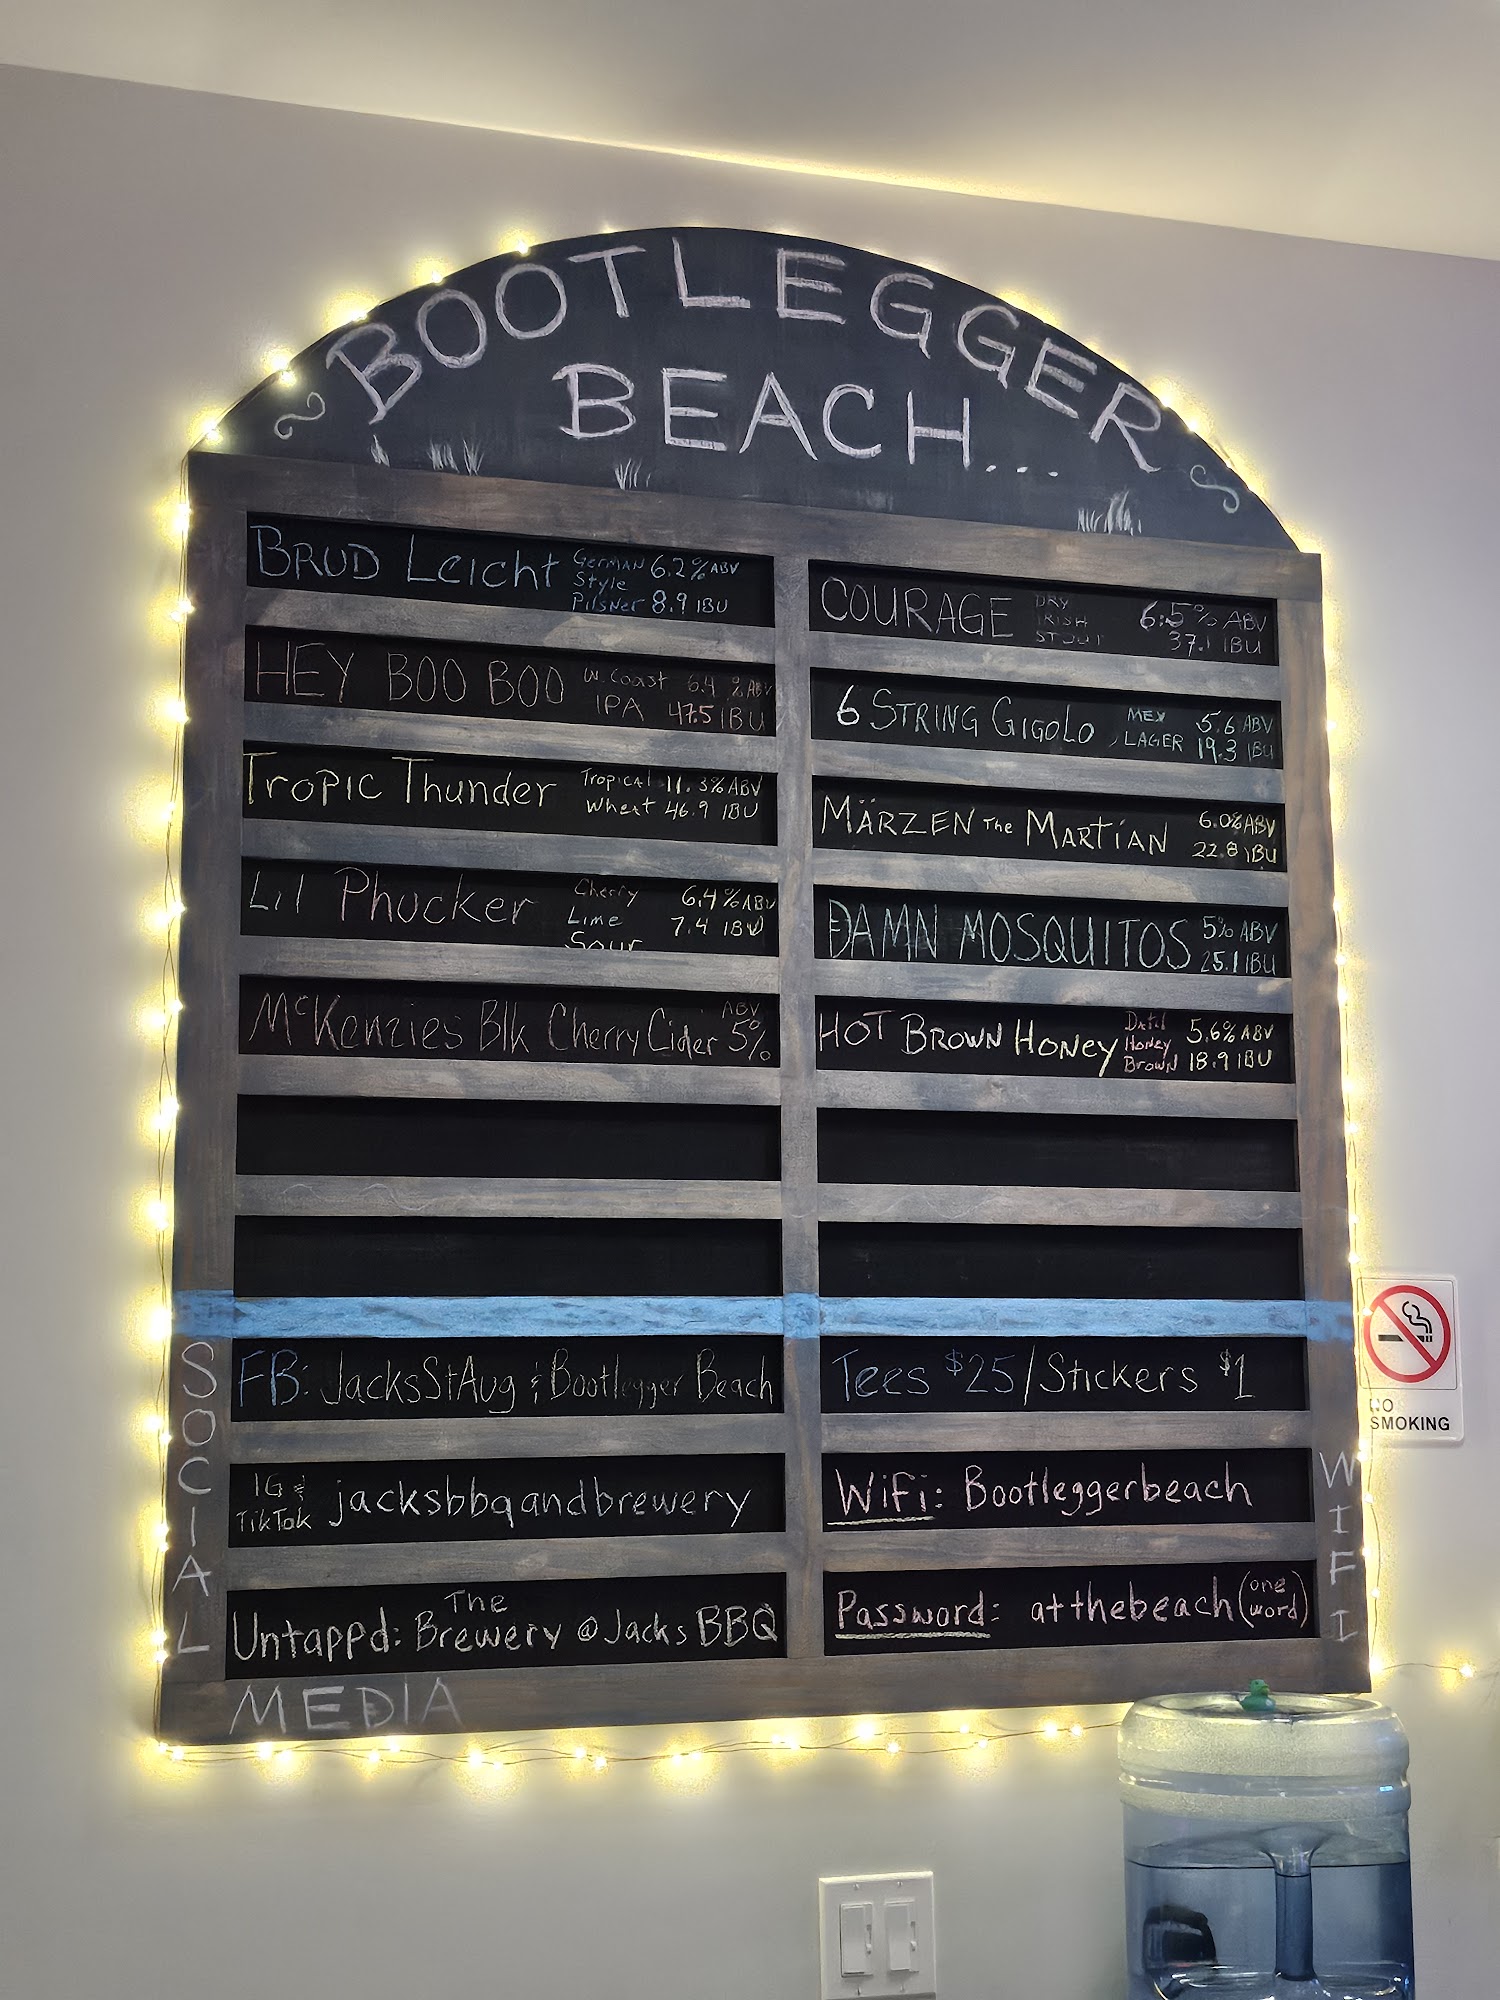 BOOTLEGGER
BEACH...
BRUD Leicht German Style Pilsner 6.2% ABV 8.9 IBU
HEY BOO BOO W. Coast IPA 6.4 % ABV 47.5 IBU
Tropic Thunder Tropical Wheat 11.3% ABV 46.9 IBU
Lil Phucker Cherry Lime Sour 6.4% ABV 7.4 IBU
McKenzies Blk Cherry Cider ABV 5%
COURAGE DRY IRISH STOUT 6.5% ABV 37.1 IBU
6 STRING GIGOLO MEX LAGER 5.6 ABV 19.3 IBU
MÄRZEN The MARTiAN 6.0% ABV 22.8 IBU
DAMN MOSQUITOS 5% ABV 25.1 IBU
HOT BROWN HONEY Datil Honey Brown 5.6% ABV 18.9 IBU
SOCIAL
MEDIA
FB: JacksStAug & Bootlegger Beach
IG & TikTok jacksbbqandbrewery
Untappd: The Brewery @ Jacks BBQ
Tees $25/Stickers $1
WiFi: Bootleggerbeach
Password: atthebeach (one word)
WIFI
NO
SMOKING